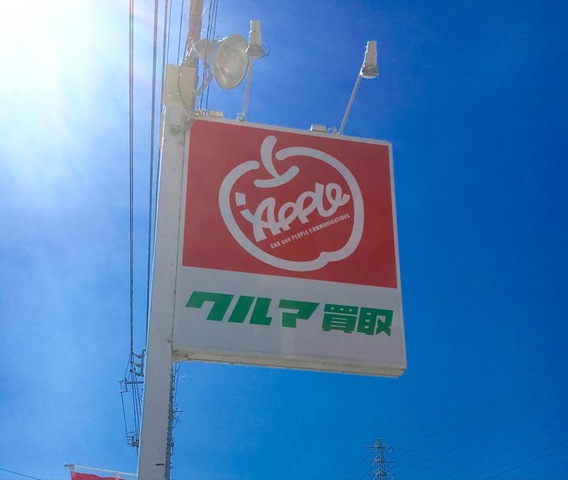 APPLE
CAR AND PEOPLE COMMUNICATIONS
クルマ買取